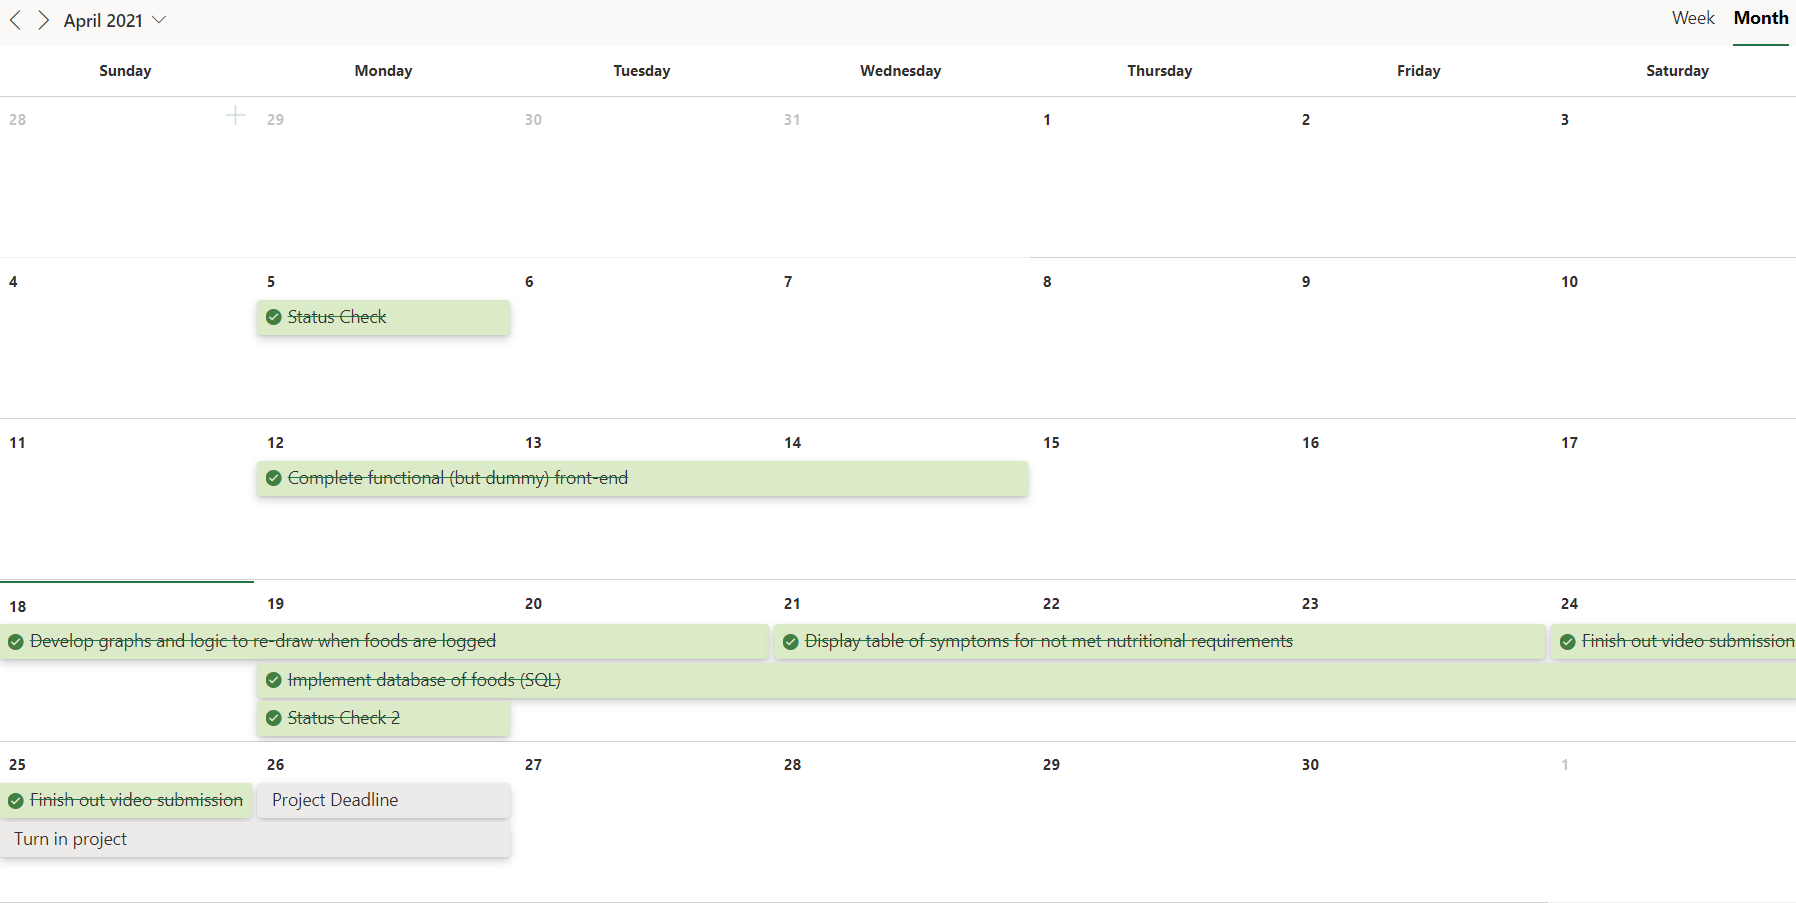 April 2021
Week Month
Sunday Monday Tuesday Wednesday Thursday Friday Saturday
28 29 30 31 1 2 3
4 5 6 7 8 9 10
Status Check
11 12 13 14 15 16 17
Complete functional (but dummy) front-end
18 19 20 21 22 23 24
Develop graphs and logic to re-draw when foods are logged Display table of symptoms for not met nutritional requirements Finish out video submission
Implement database of foods (SQL)
Status Check 2
25 26 27 28 29 30 1
Finish out video submission Project Deadline
Turn in project